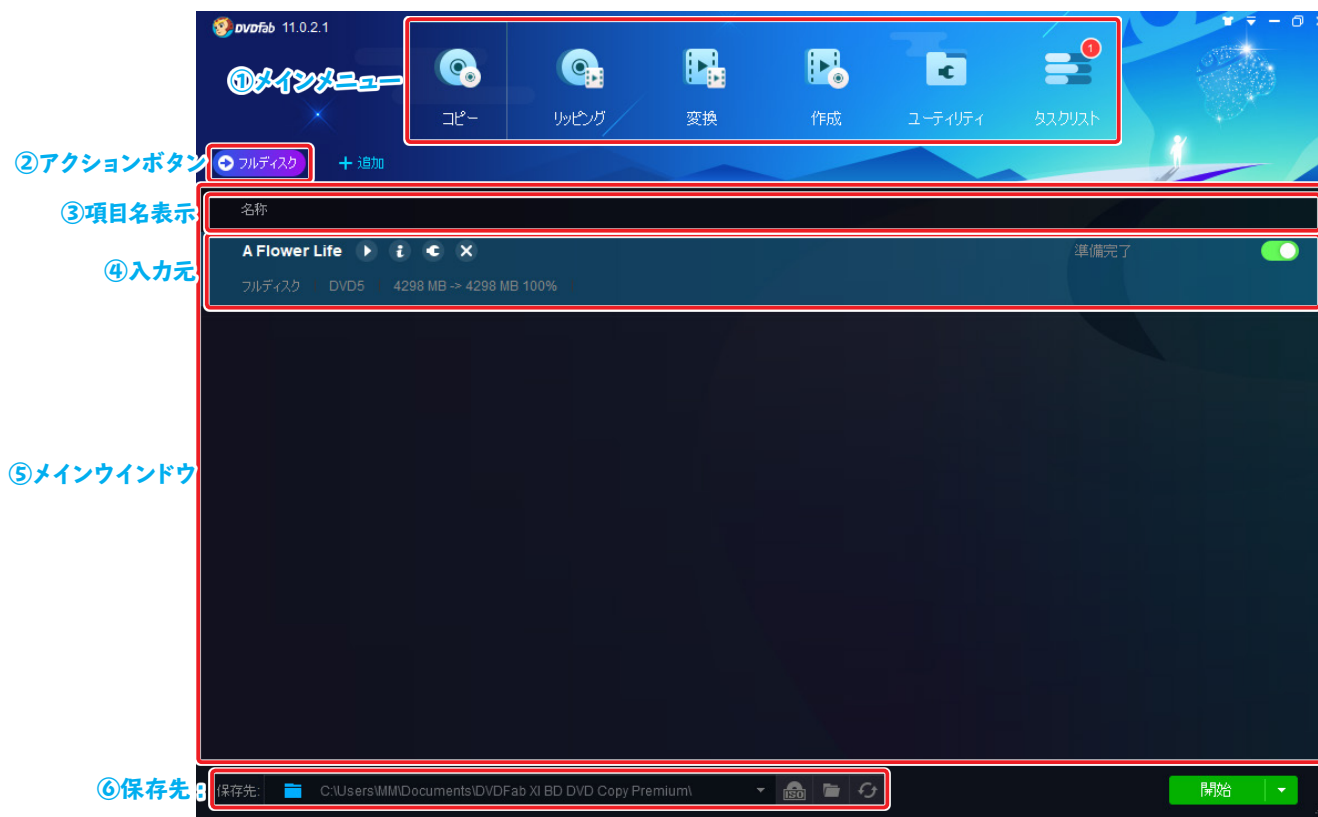 DVDFab 11.0.2.1
①メインメニュー
1
コピー
リッピング
変換
作成
ユーティリティ
タスクリスト
②アクションボタン
フルディスク
+ 追加
③項目名表示
名称
④入力元
A Flower Life
準備完了
フルディスク DVD5 4298 MB -> 4298 MB 100%
⑤メインウインドウ
⑥保存先:
保存先: C:\Users\MM\Documents\DVDFab XI BD DVD Copy Premium\
ISO
開始